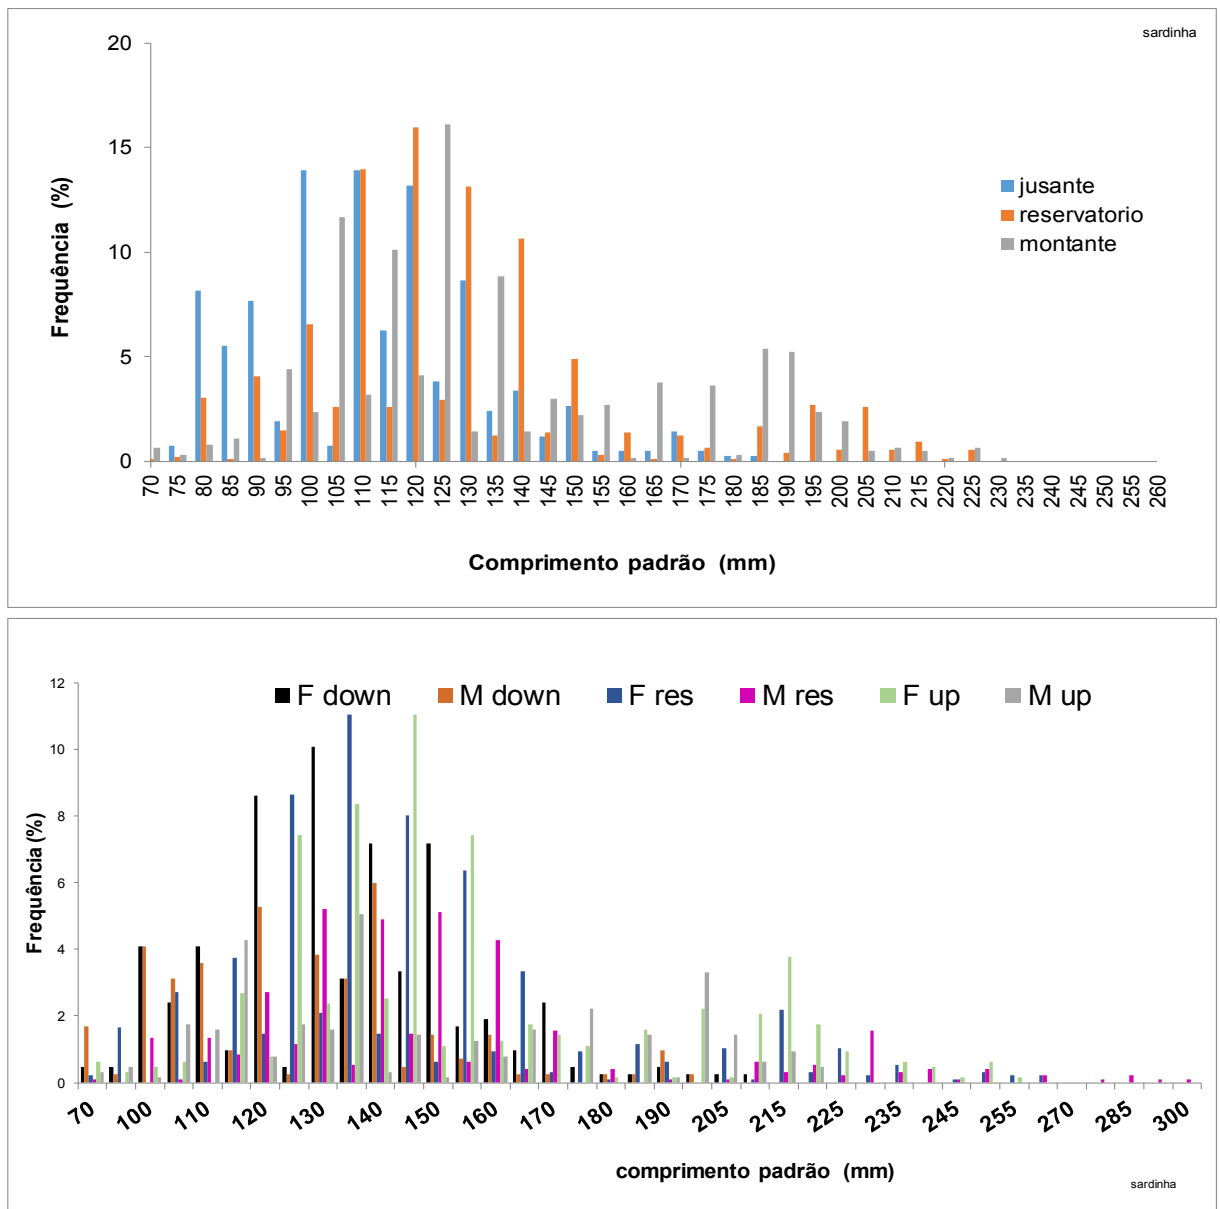 sardinha
20
15
10
5
0
Frequência (%)
jusante
reservatorio
montante
70 75 80 85 90 95 100 105 110 115 120 125 130 135 140 145 150 155 160 165 170 175 180 185 190 195 200 205 210 215 220 225 230 235 240 245 250 255 260
Comprimento padrão (mm)
F down M down F res M res F up M up
12
10
8
6
4
2
0
Frequência (%)
70 100 110 120 130 140 150 160 170 180 190 205 215 225 235 245 255 270 285 300
comprimento padrão (mm)
sardinha